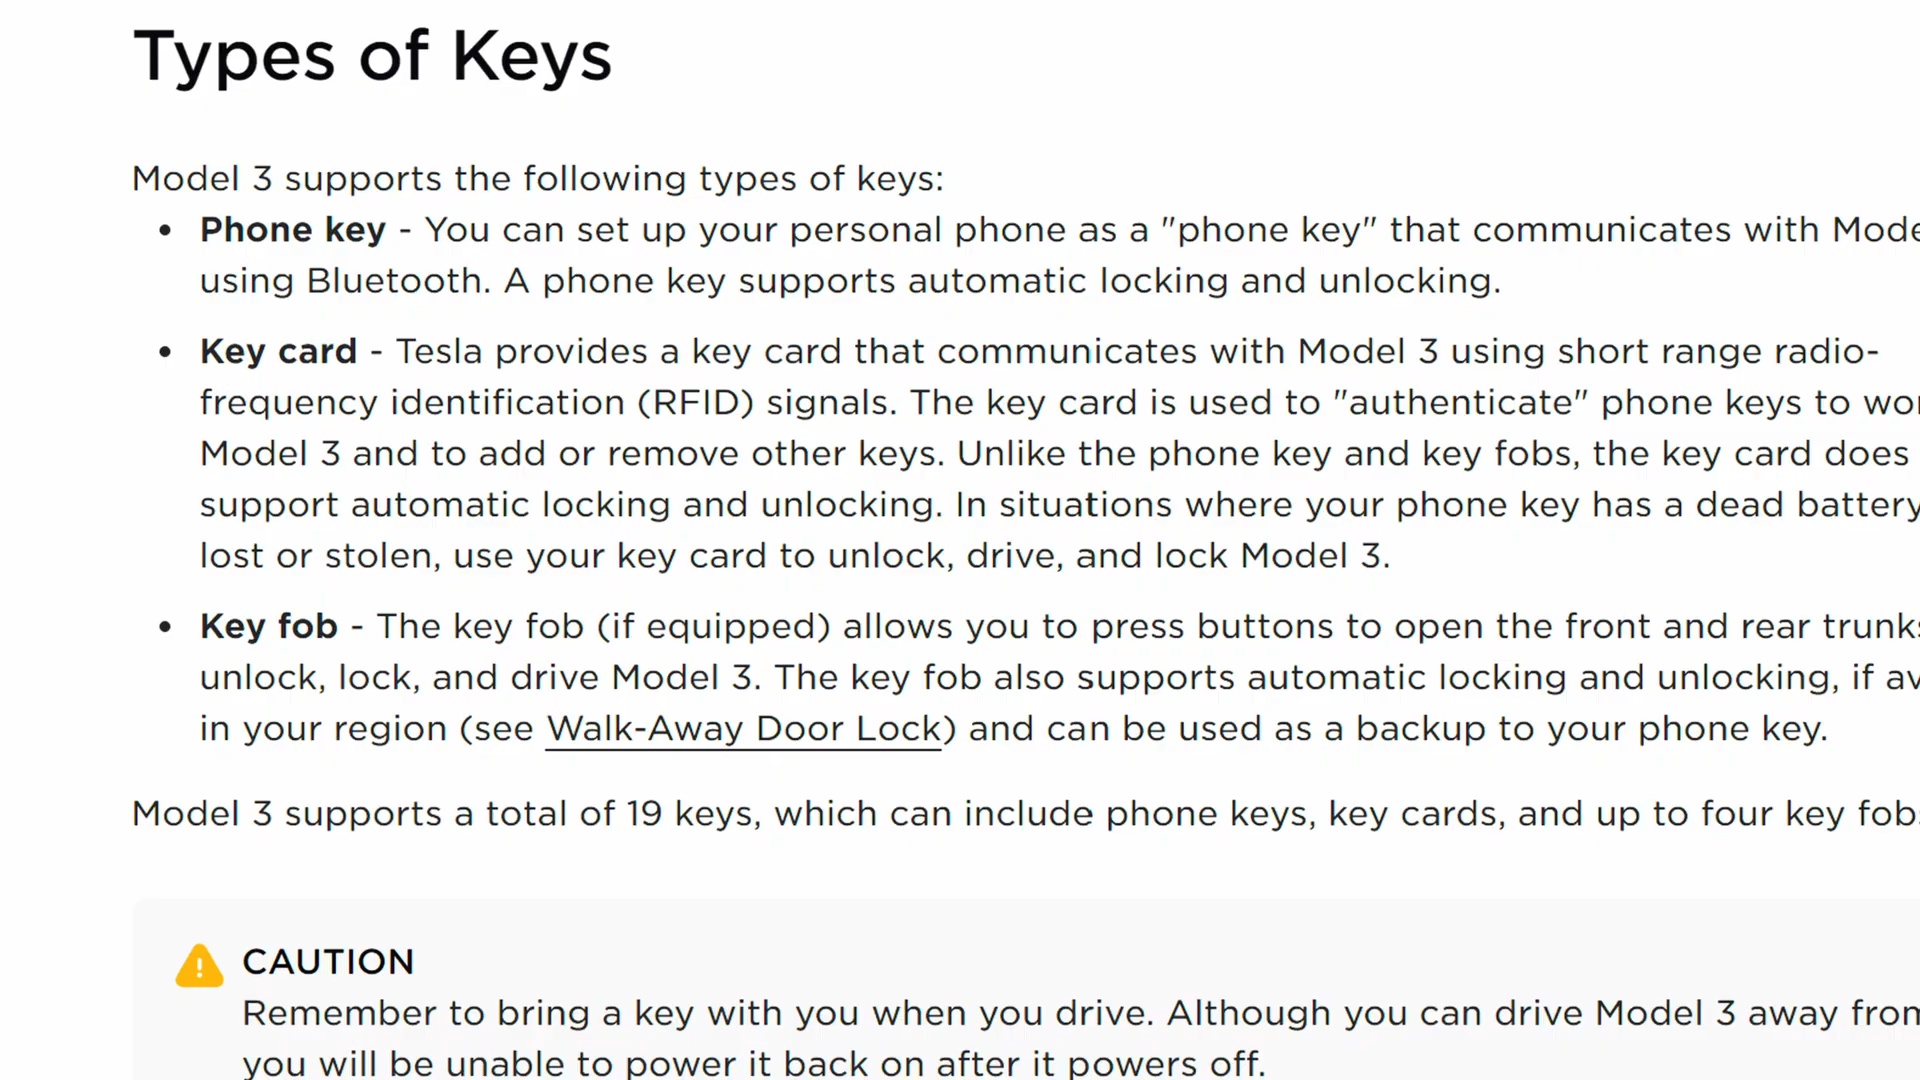 Types of Keys
Model 3 supports the following types of keys:
• Phone key - You can set up your personal phone as a "phone key" that communicates with
using Bluetooth. A phone key supports automatic locking and unlocking.
• Key card - Tesla provides a key card that communicates with Model 3 using short range radio-
frequency identification (RFID) signals. The key card is used to "authenticate" phone keys to
Model 3 and to add or remove other keys. Unlike the phone key and key fobs, the key card does
support automatic locking and unlocking. In situations where your phone key has a dead battery
lost or stolen, use your key card to unlock, drive, and lock Model 3.
• Key fob - The key fob (if equipped) allows you to press buttons to open the front and rear trunks
unlock, lock, and drive Model 3. The key fob also supports automatic locking and unlocking, if
in your region (see Walk-Away Door Lock) and can be used as a backup to your phone key.
Model 3 supports a total of 19 keys, which can include phone keys, key cards, and up to four key
CAUTION
Remember to bring a key with you when you drive. Although you can drive Model 3 away from
you will be unable to power it back on after it powers off.